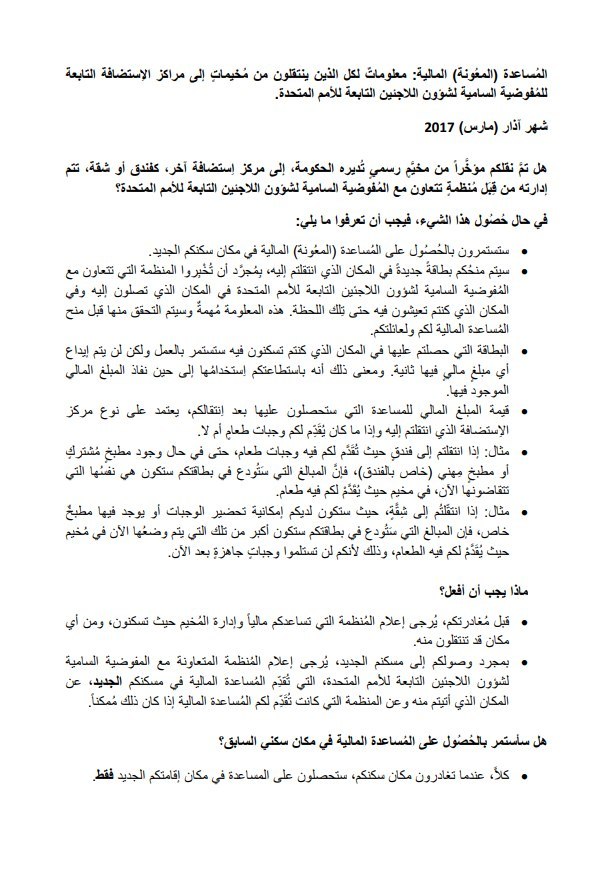 المُساعدة (المعُونة) المالية: معلوماتٌ لكل الذين ينتقلون من مُخيماتٍ إلى مراكز الإستضافة التابعة
للمُفوضية السامية لشؤون اللاجئين التابعة للأمم المتحدة.
شهر آذار (مارس) 2017
هل تمَّ نقلكم مؤخَّراً من مخيَّمٍ رسميٍ تُديره الحكومة، إلى مركز إستضافة آخر، كفندق أو شقة، تتم
إدارته من قِبَل مُنظمةٍ تتعاون مع المُفوضية السامية لشؤون اللاجئين التابعة للأمم المتحدة؟
في حال حصُول هذا الشيء، فيجب أن تعرفوا ما يلي:
• ستستمرون بالحُصُول على المُساعدة (المعُونة) المالية في مكان سكنكم الجديد.
• سيتم منحُكم بطاقةً جديدةً في المكان الذي انتقلتم إليه، بِمُجرَّد أن تُخْبِروا المنظمة التي تتعاون مع
المُفوضية السامية لشؤون اللاجئين التابعة للأمم المتحدة في المكان الذي تصلون إليه وفي
المكان الذي كنتم تعيشون فيه حتى تِلك اللحظة. هذه المعلومة مُهمةٌ وسيتم التحقق منها قبل منح
المُساعدة المالية لكم ولعائلتكم.
• البطاقة التي حصلتم عليها في المكان الذي كنتم تسكنون فيه ستستمر بالعمل ولكن لن يتم إيداع
أي مبلغٍ ماليٍ فيها ثانية. ومعنى ذلك أنه باستطاعتكم إستخدامُها إلى حين نفاذ المبلغ المالي
الموجود فيها.
• قيمة المبلغ المالي للمساعدة التي ستحصلون عليها بعد إنتقالكم، يعتمد على نوع مركز
الإستضافة الذي انتقلتم إليه وإذا ما كان يُقَدِّم لكم وجبات طعامٍ أم لا.
• مثال: إذا انتقلتُم إلى فندقٍ حيث تُقَدَّم لكم فيه وجبات طعام، حتى في حال وجود مطبخٍ مُشتركٍ
أو مطبخٍ مِهني (خاص بالفندق)، فإنَّ المبالغ التي ستُودع في بطاقتكم ستكون هي نفسُها التي
تتقاضونها الآن، في مخيم حيث يُقَدَّمُ لكم فيه طعام.
• مثال: إذا انتقلْتُم إلى شِقَّةٍ، حيث ستكون لديكم إمكانية تحضير الوجبات أو يوجد فيها مطبخٌ
خاص، فإن المبالغ التي سَتُودع في بطاقتكم ستكون أكبر من تلك التي يتم وضعُها الآن في مُخيم
حيث يُقَدَّمُ لكم فيه الطعام، وذلك لأنكم لن تستلموا وجباتٍ جاهزةٍ بعد الآن.
ماذا يجب أن أفعل؟
• قبل مُغادرتكم، يُرجى إعلام المُنظمة التي تساعدكم مالياً وإدارة المُخيم حيث تسكنون، ومن أي
مكان قد تنتقلون منه.
• بمجرد وصولكم إلى مسكنم الجديد، يُرجى إعلام المُنظمة المتعاونة مع المفوضية السامية
لشؤون اللاجئين التابعة للأمم المتحدة، التي تُقَدِّم المُساعدة المالية في مسكنكم الجديد، عن
المكان الذي أتيتم منه وعن المنظمة التي كانت تُقَدِّم لكم المُساعدة المالية إذا كان ذلك مُمكناً.
هل سأستمر بالحُصُول على المُساعدة المالية في مكان سكني السابق؟
• كلاَّ، عندما تغادرون مكان سكنكم، ستحصلون على المساعدة في مكان إقامتكم الجديد فقط.